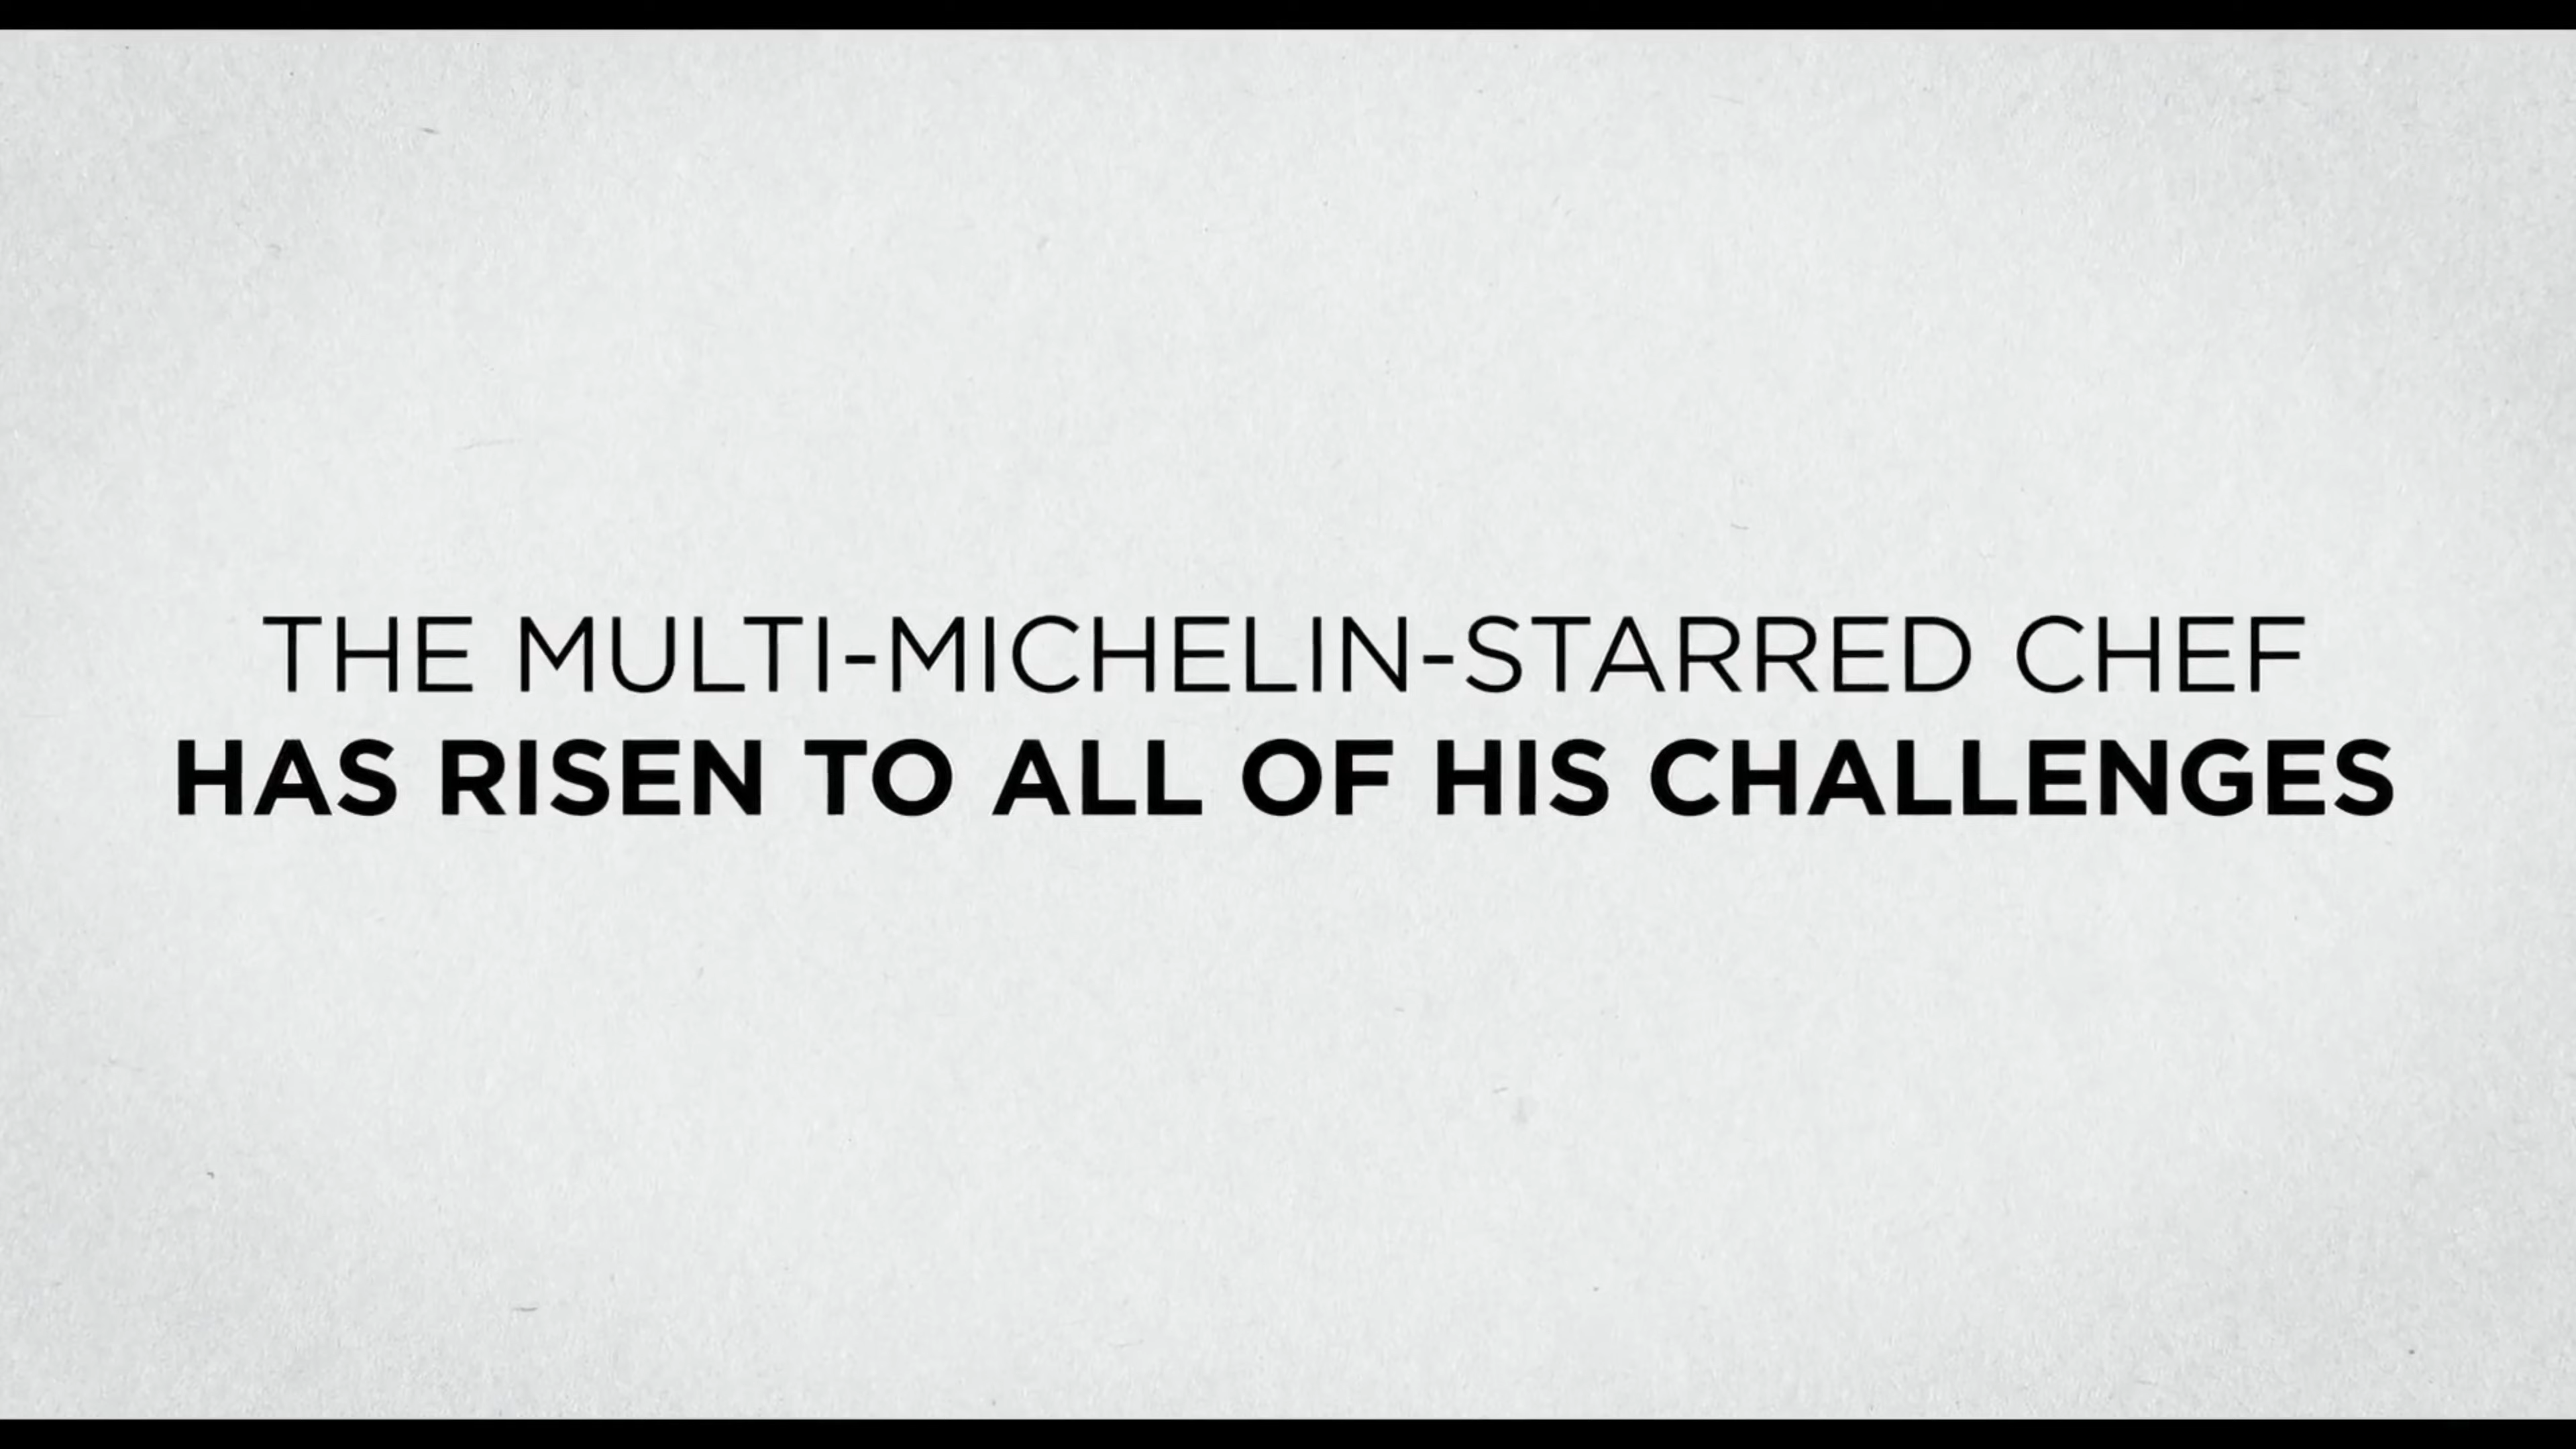 THE MULTI-MICHELIN-STARRED CHEF
HAS RISEN TO ALL OF HIS CHALLENGES